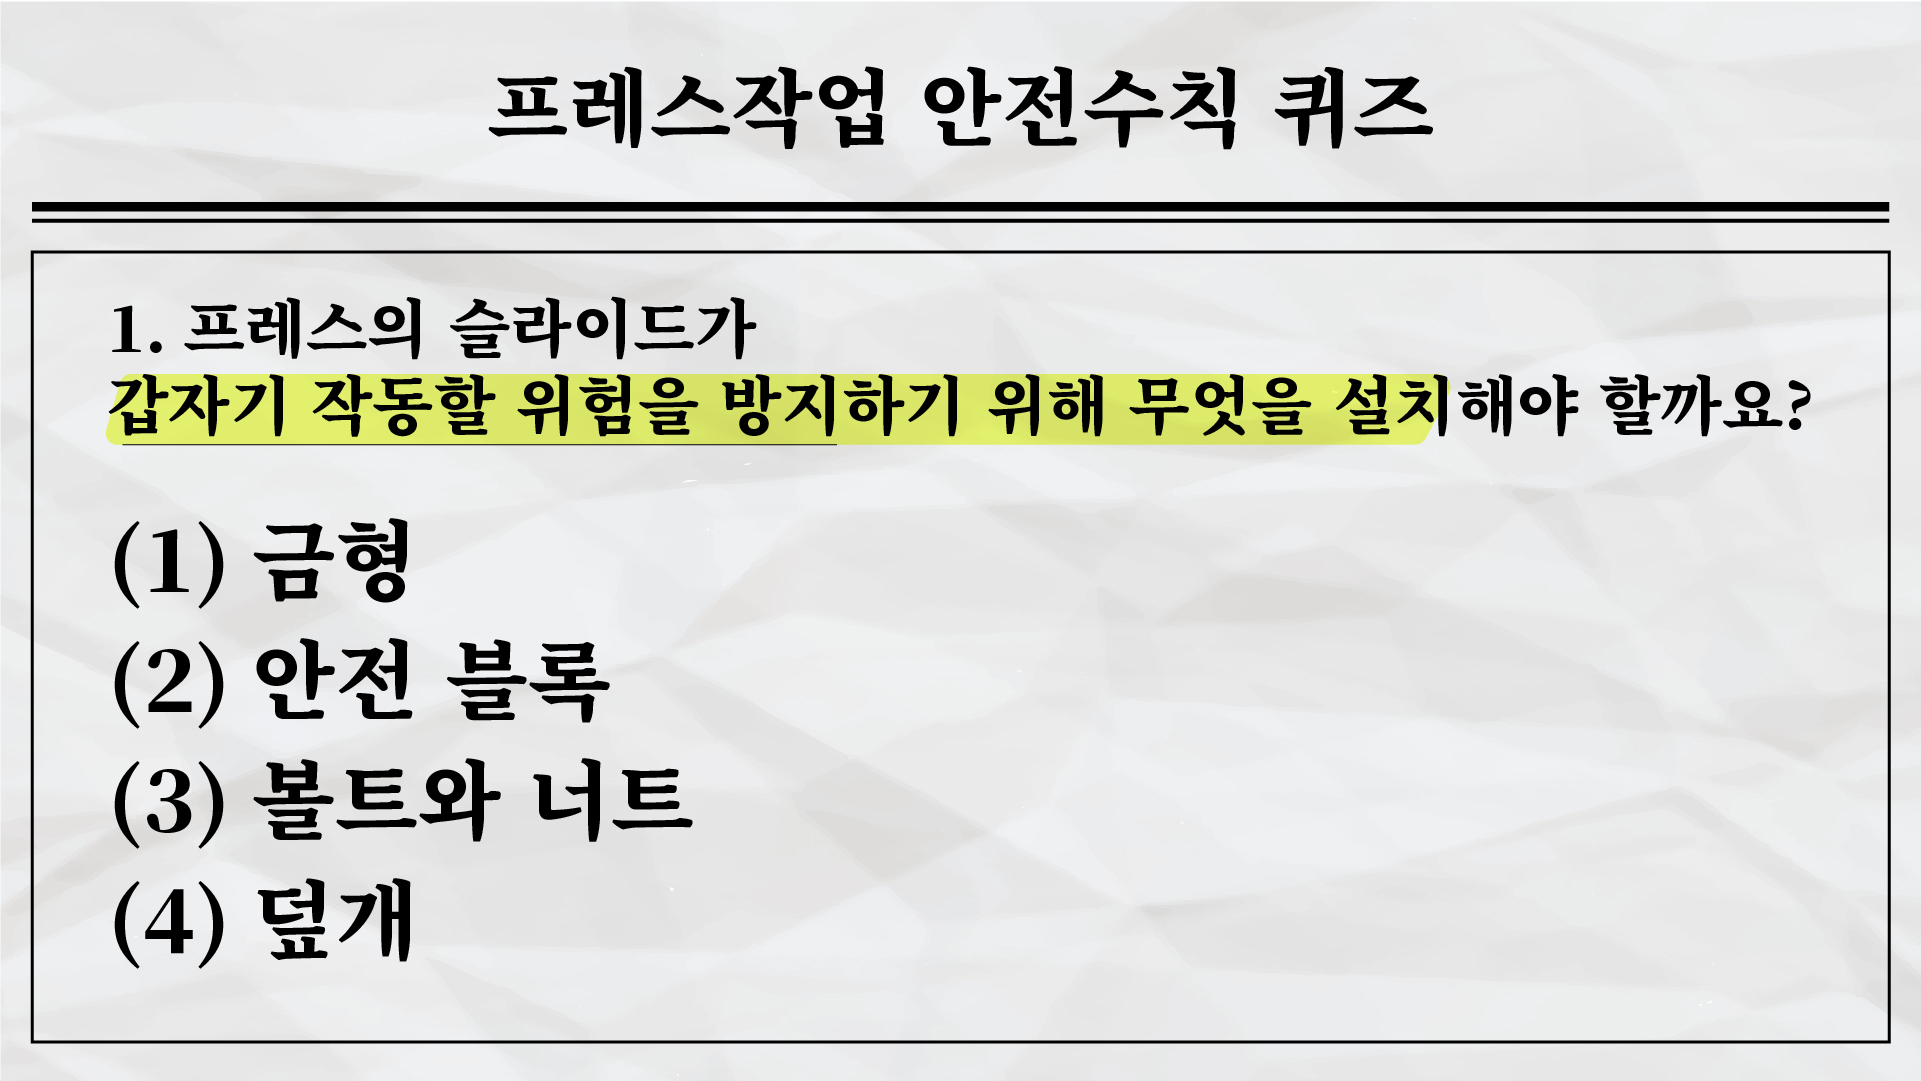 프레스작업 안전수칙 퀴즈
1. 프레스의 슬라이드가
갑자기 작동할 위험을 방지하기 위해 무엇을 설치해야 할까요?
(1) 금형
(2) 안전 블록
(3) 볼트와 너트
(4) 덮개